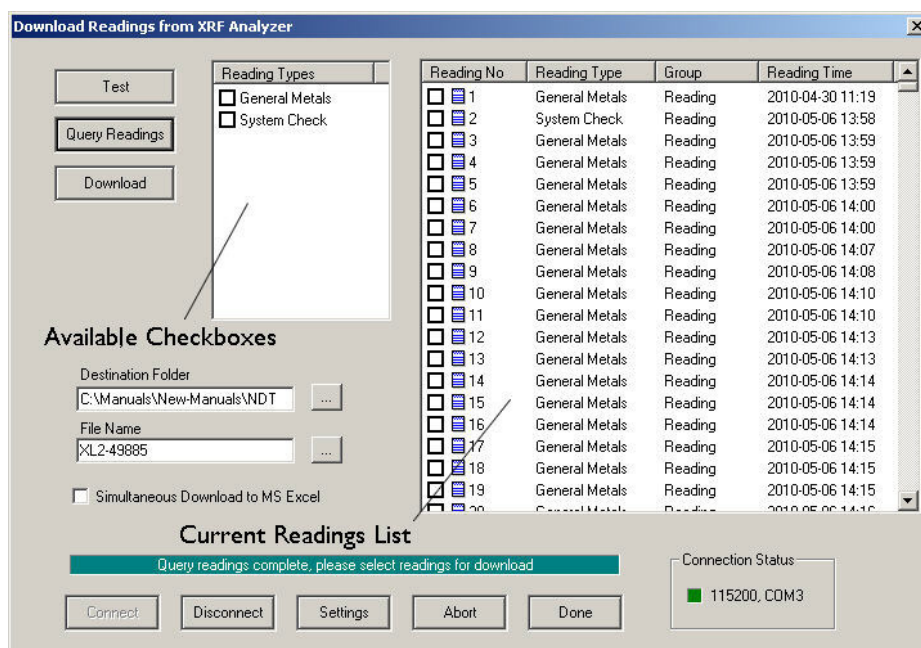 Download Readings from XRF Analyzer
Test
Query Readings
Download
Reading Types
General Metals
System Check
Available Checkboxes
Destination Folder
C:\Manuals\New-Manuals\NDT
...
File Name
XL2-49885
...
Simultaneous Download to MS Excel
Reading No Reading Type Group Reading Time
1 General Metals Reading 2010-04-30 11:19
2 System Check Reading 2010-05-06 13:58
3 General Metals Reading 2010-05-06 13:59
4 General Metals Reading 2010-05-06 13:59
5 General Metals Reading 2010-05-06 13:59
6 General Metals Reading 2010-05-06 14:00
7 General Metals Reading 2010-05-06 14:00
8 General Metals Reading 2010-05-06 14:07
9 General Metals Reading 2010-05-06 14:08
10 General Metals Reading 2010-05-06 14:10
11 General Metals Reading 2010-05-06 14:10
12 General Metals Reading 2010-05-06 14:13
13 General Metals Reading 2010-05-06 14:13
14 General Metals Reading 2010-05-06 14:14
15 General Metals Reading 2010-05-06 14:14
16 General Metals Reading 2010-05-06 14:14
17 General Metals Reading 2010-05-06 14:15
18 General Metals Reading 2010-05-06 14:15
19 General Metals Reading 2010-05-06 14:15
Current Readings List
Query readings complete, please select readings for download
Connect
Disconnect
Settings
Abort
Done
Connection Status
115200, COM3